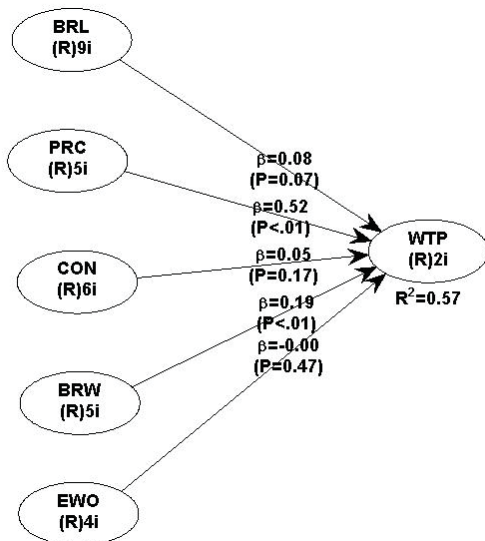 BRL
(R)9i
PRC
(R)5i
β=0.08
(P=0.07)
β=0.52
(P<.01)
WTP
(R)2i
CON
(R)6i
β=0.05
(P=0.17)
R²=0.57
β=0.19
(P<.01)
β=-0.00
(P=0.47)
BRW
(R)5i
EWO
(R)4i